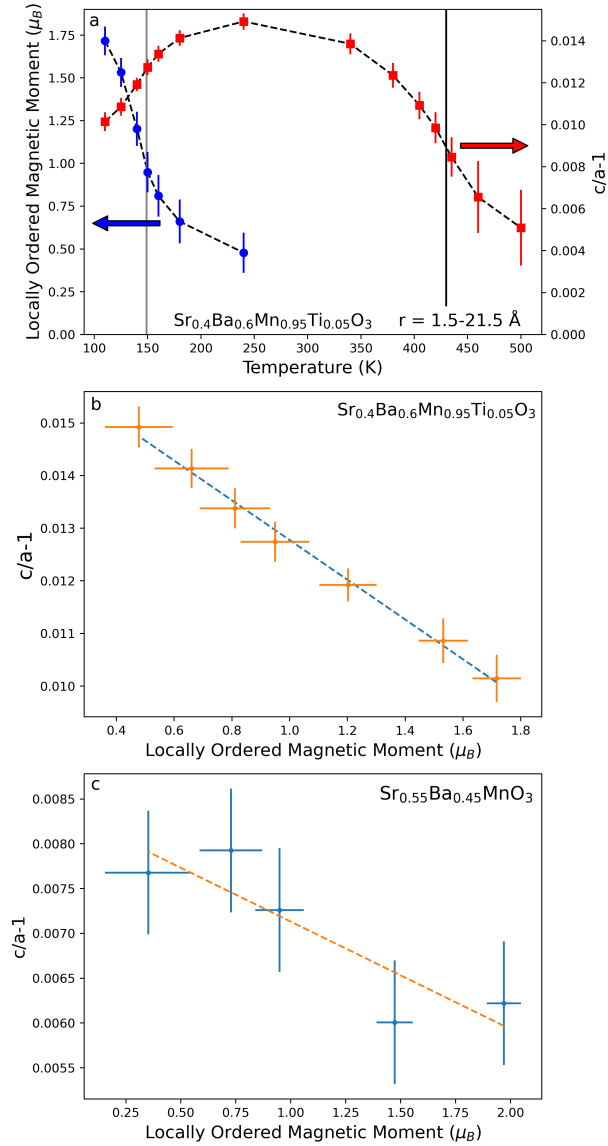 a
Locally Ordered Magnetic Moment (μB)
1.75
1.50
1.25
1.00
0.75
0.50
0.25
0.00
0.014
0.012
0.010
0.008
0.006
0.004
0.002
0.000
c/a-1
Sr0.4Ba0.6Mn0.95Ti0.05O3 r = 1.5-21.5 Å
100 150 200 250 300 350 400 450 500
Temperature (K)
b
Sr0.4Ba0.6Mn0.95Ti0.05O3
c/a-1
0.015
0.014
0.013
0.012
0.011
0.010
0.4 0.6 0.8 1.0 1.2 1.4 1.6 1.8
Locally Ordered Magnetic Moment (μB)
c
Sr0.55Ba0.45MnO3
c/a-1
0.0085
0.0080
0.0075
0.0070
0.0065
0.0060
0.0055
0.25 0.50 0.75 1.00 1.25 1.50 1.75 2.00
Locally Ordered Magnetic Moment (μB)